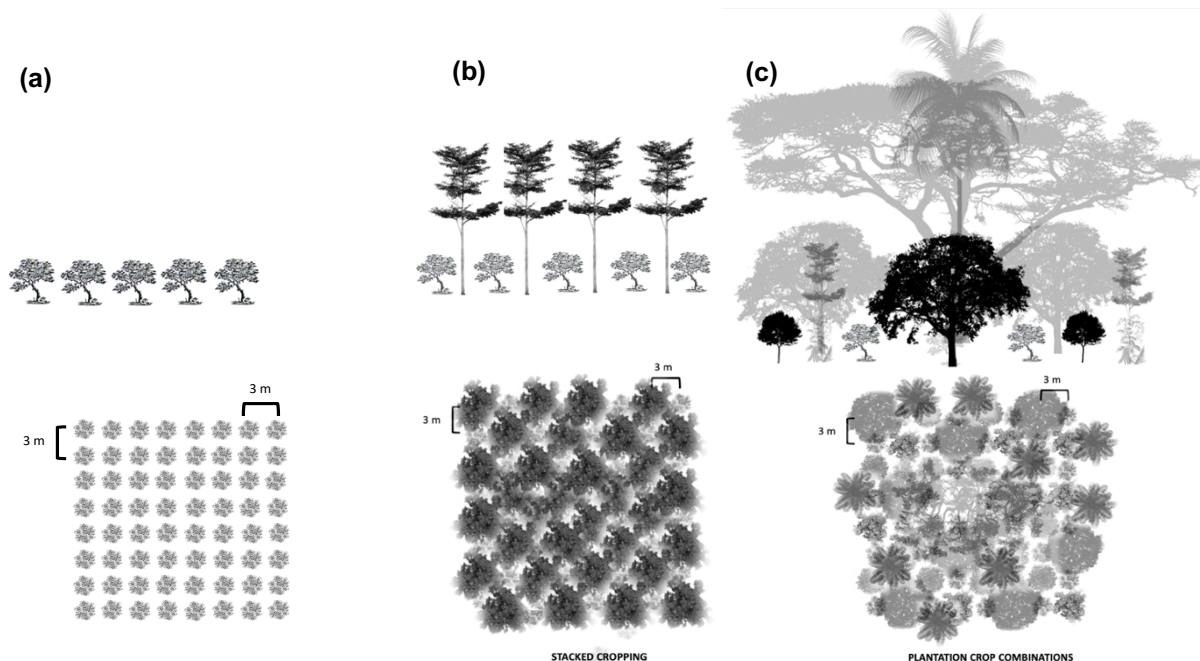 (a)
(b)
(c)
3 m
3 m
3 m
3 m
3 m
3 m
STACKED CROPPING
PLANTATION CROP COMBINATIONS